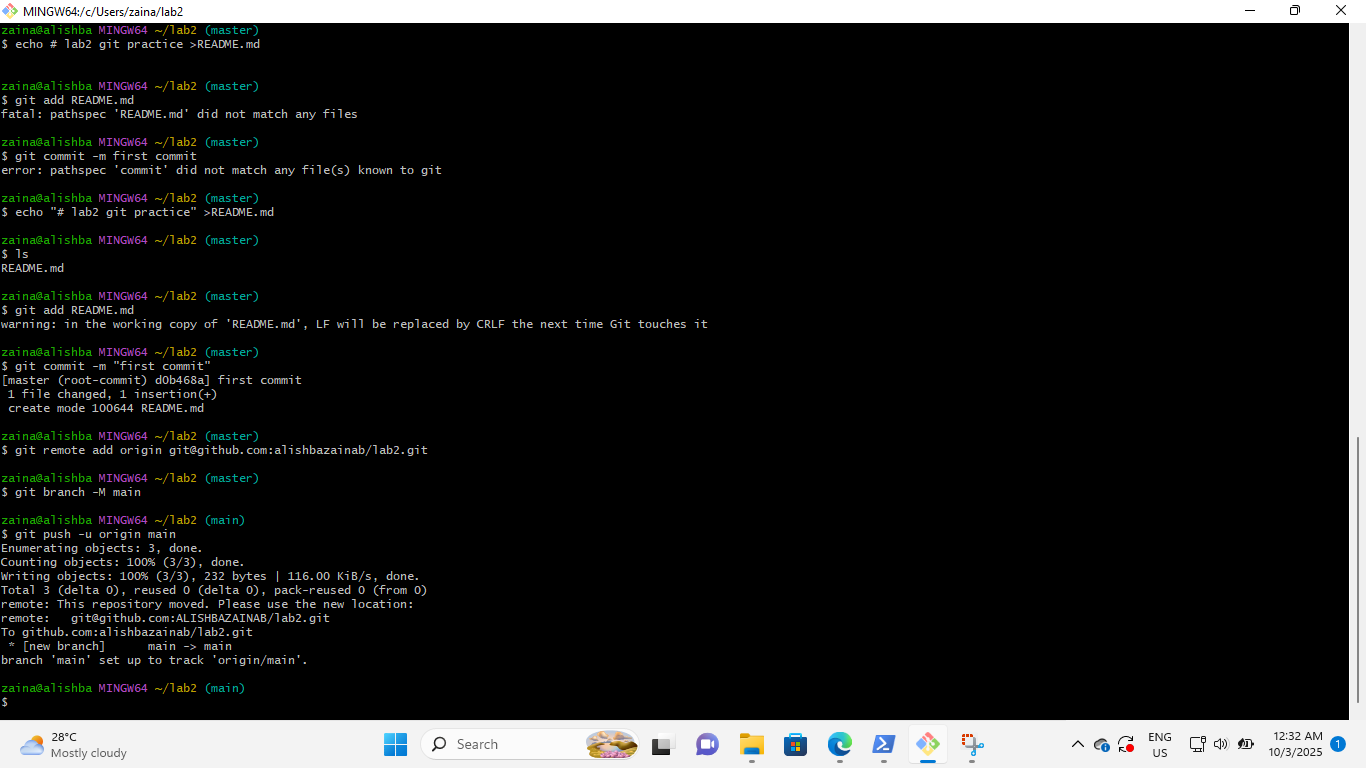 MINGW64:/c/Users/zaina/lab2
zaina@alishba MINGW64 ~/lab2 (master)
$ echo # lab2 git practice >README.md
zaina@alishba MINGW64 ~/lab2 (master)
$ git add README.md
fatal: pathspec 'README.md' did not match any files
zaina@alishba MINGW64 ~/lab2 (master)
$ git commit -m first commit
error: pathspec 'commit' did not match any file(s) known to git
zaina@alishba MINGW64 ~/lab2 (master)
$ echo "# lab2 git practice" >README.md
zaina@alishba MINGW64 ~/lab2 (master)
$ ls
README.md
zaina@alishba MINGW64 ~/lab2 (master)
$ git add README.md
warning: in the working copy of 'README.md', LF will be replaced by CRLF the next time Git touches it
zaina@alishba MINGW64 ~/lab2 (master)
$ git commit -m "first commit"
[master (root-commit) d0b468a] first commit
 1 file changed, 1 insertion(+)
 create mode 100644 README.md
zaina@alishba MINGW64 ~/lab2 (master)
$ git remote add origin git@github.com:alishbazainab/lab2.git
zaina@alishba MINGW64 ~/lab2 (master)
$ git branch -M main
zaina@alishba MINGW64 ~/lab2 (main)
$ git push -u origin main
Enumerating objects: 3, done.
Counting objects: 100% (3/3), done.
Writing objects: 100% (3/3), 232 bytes | 116.00 KiB/s, done.
Total 3 (delta 0), reused 0 (delta 0), pack-reused 0 (from 0)
remote: This repository moved. Please use the new location:
remote:   git@github.com:ALISHBAZAINAB/lab2.git
To github.com:alishbazainab/lab2.git
 * [new branch]      main -> main
branch 'main' set up to track 'origin/main'.
zaina@alishba MINGW64 ~/lab2 (main)
$
28°C
Mostly cloudy
Search
ENG
US
12:32 AM
10/3/2025
1